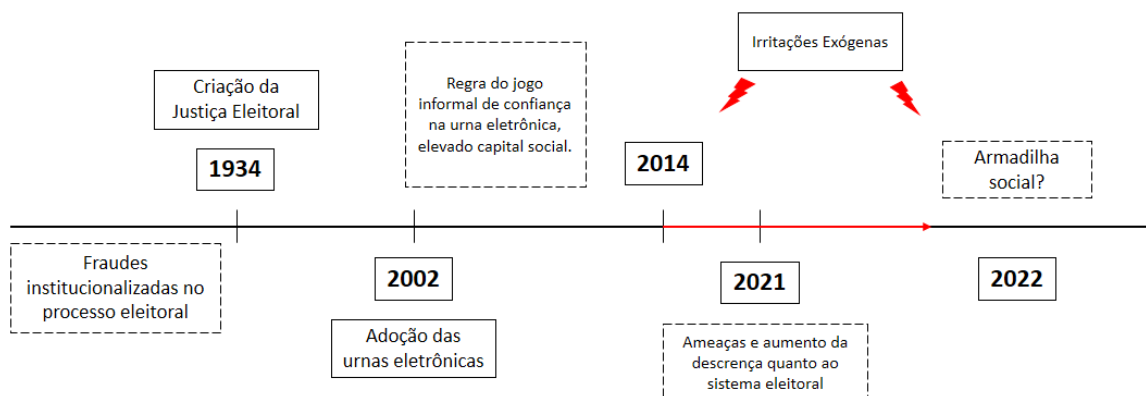 Irritações Exógenas
Criação da
Justiça Eleitoral
Regra do jogo
informal de confiança
na urna eletrônica,
elevado capital social.
1934
2014
Armadilha
social?
Fraudes
institucionalizadas no
processo eleitoral
2002
2021
2022
Adoção das
urnas eletrônicas
Ameaças e aumento da
descrença quanto ao
sistema eleitoral